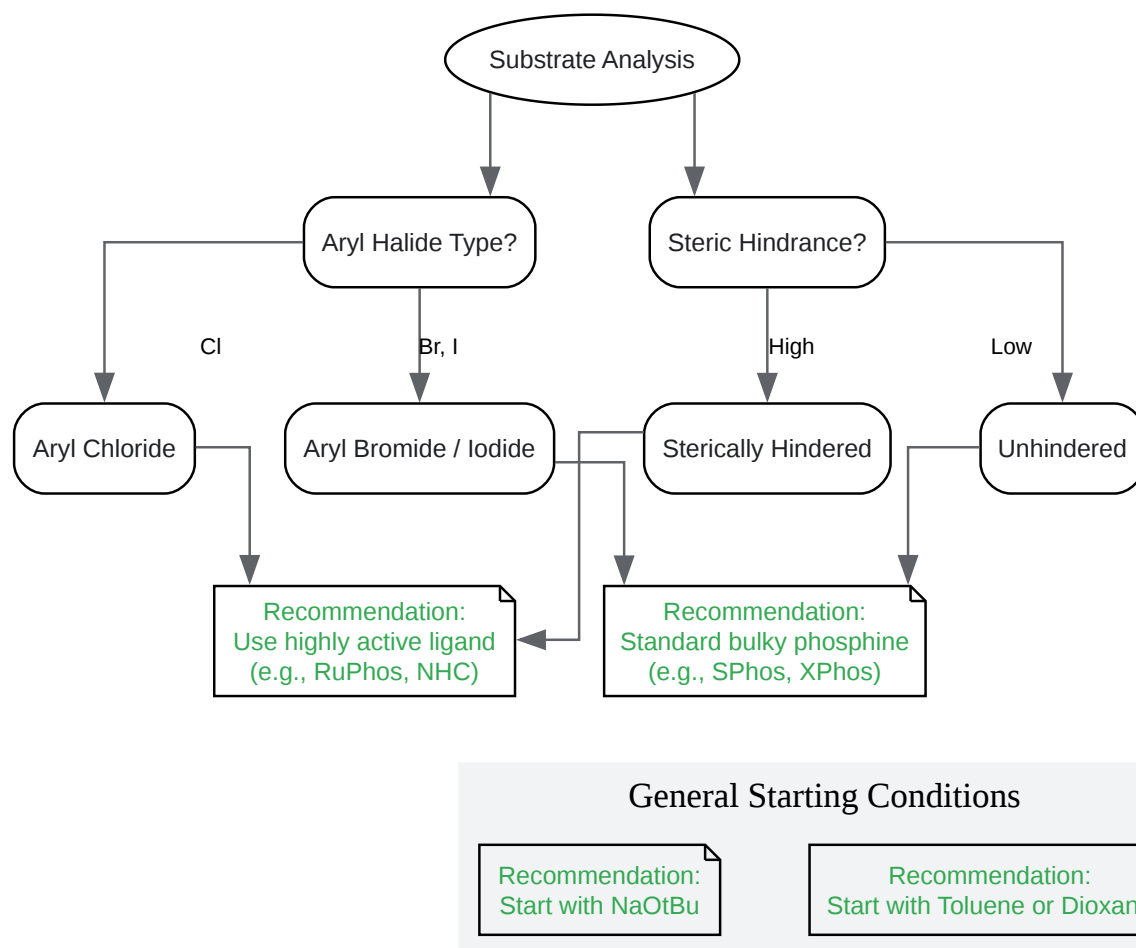 Substrate Analysis
Aryl Halide Type?
Steric Hindrance?
Cl
Br, I
High
Low
Aryl Chloride
Aryl Bromide / Iodide
Sterically Hindered
Unhindered
Recommendation:
Use highly active ligand
(e.g., RuPhos, NHC)
Recommendation:
Standard bulky phosphine
(e.g., SPhos, XPhos)
General Starting Conditions
Recommendation:
Start with NaOtBu
Recommendation:
Start with Toluene or Dioxan